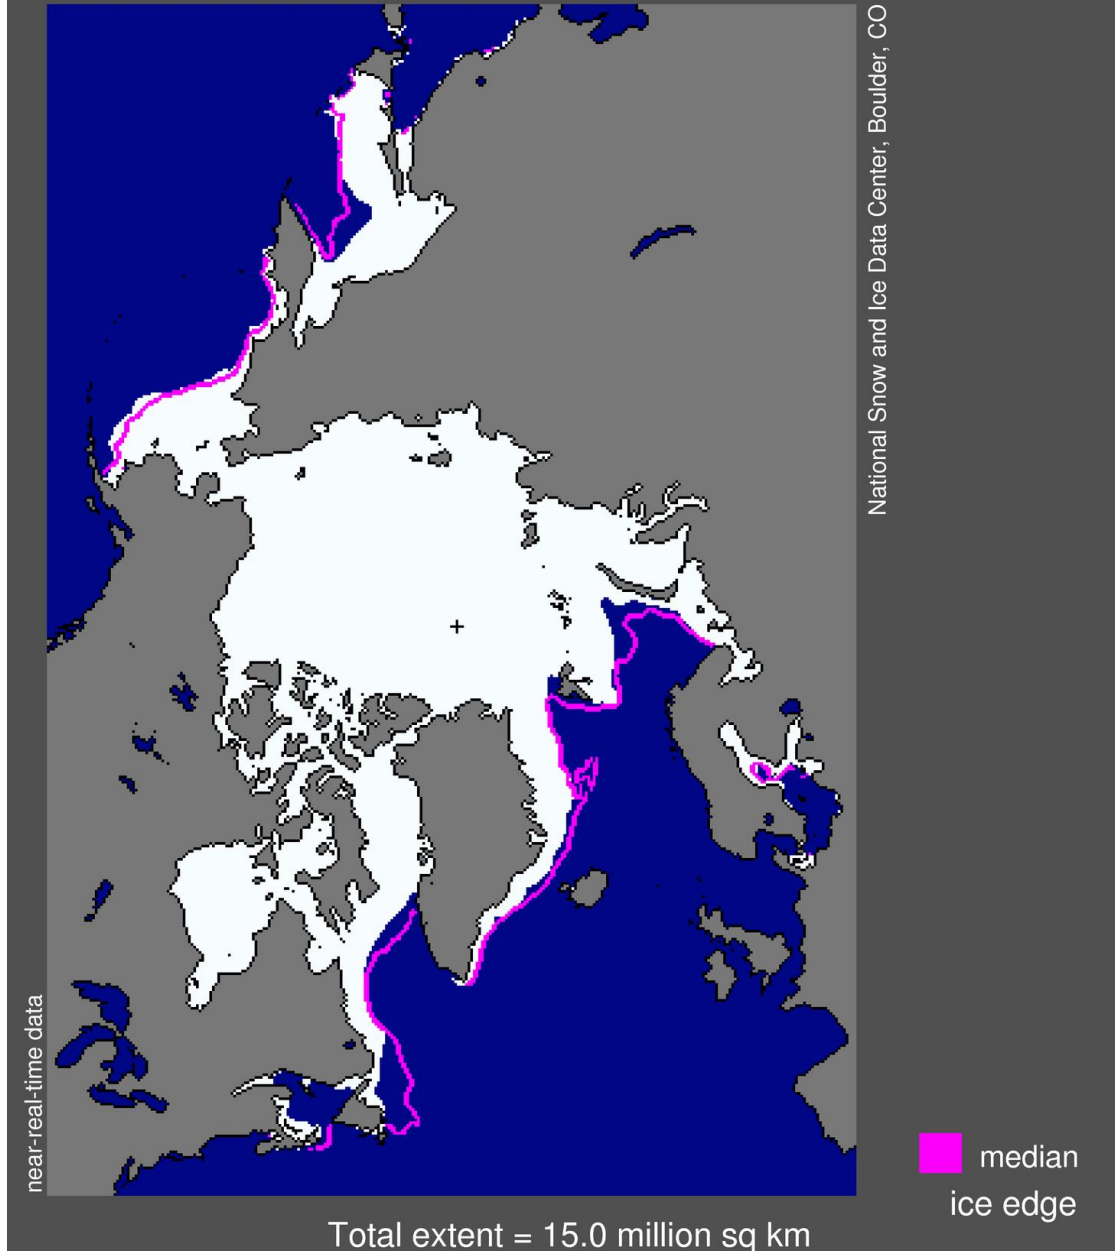 National Snow and Ice Data Center, Boulder, CO
near-real-time data
median
ice edge
Total extent = 15.0 million sq km